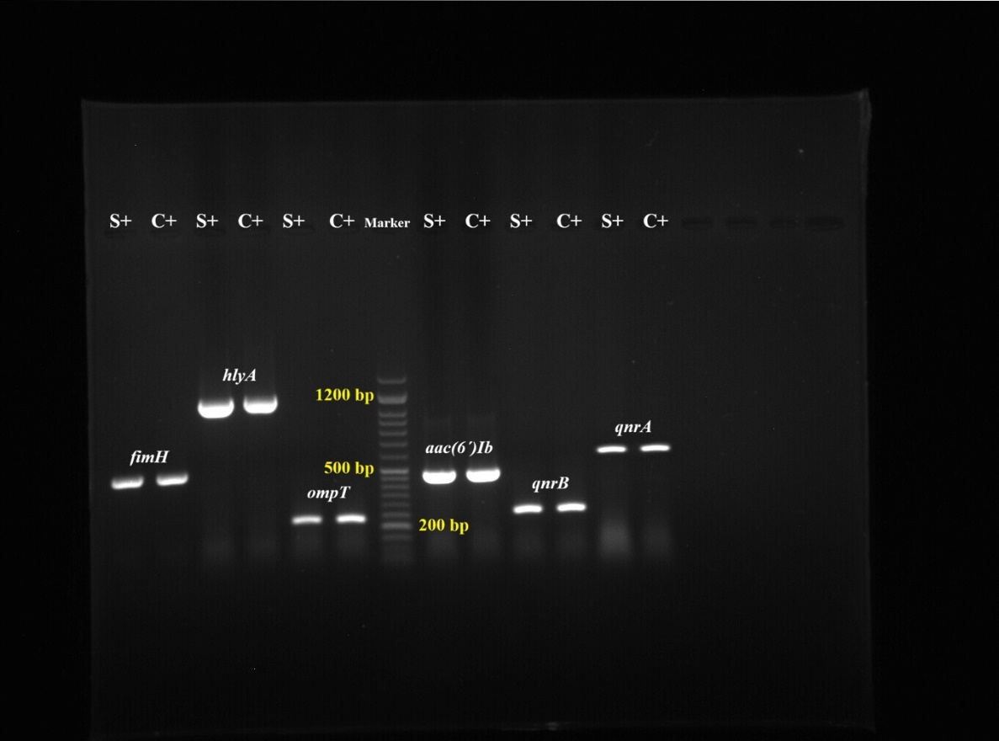 S+ C+ S+ C+ S+ C+ Marker S+ C+ S+ C+ S+ C+
hlyA
1200 bp
qnrA
fimH
aac(6´)Ib
500 bp
ompT
qnrB
200 bp